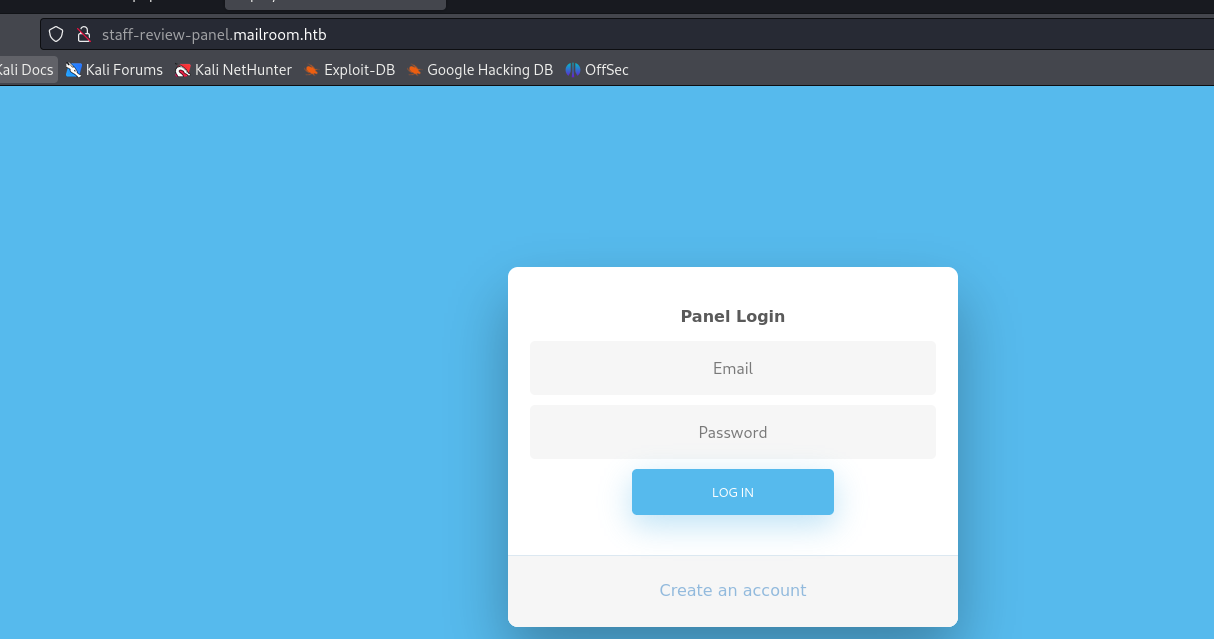 staff-review-panel.mailroom.htb
Kali Docs Kali Forums Kali NetHunter Exploit-DB Google Hacking DB OffSec
Panel Login
Email
Password
LOG IN
Create an account